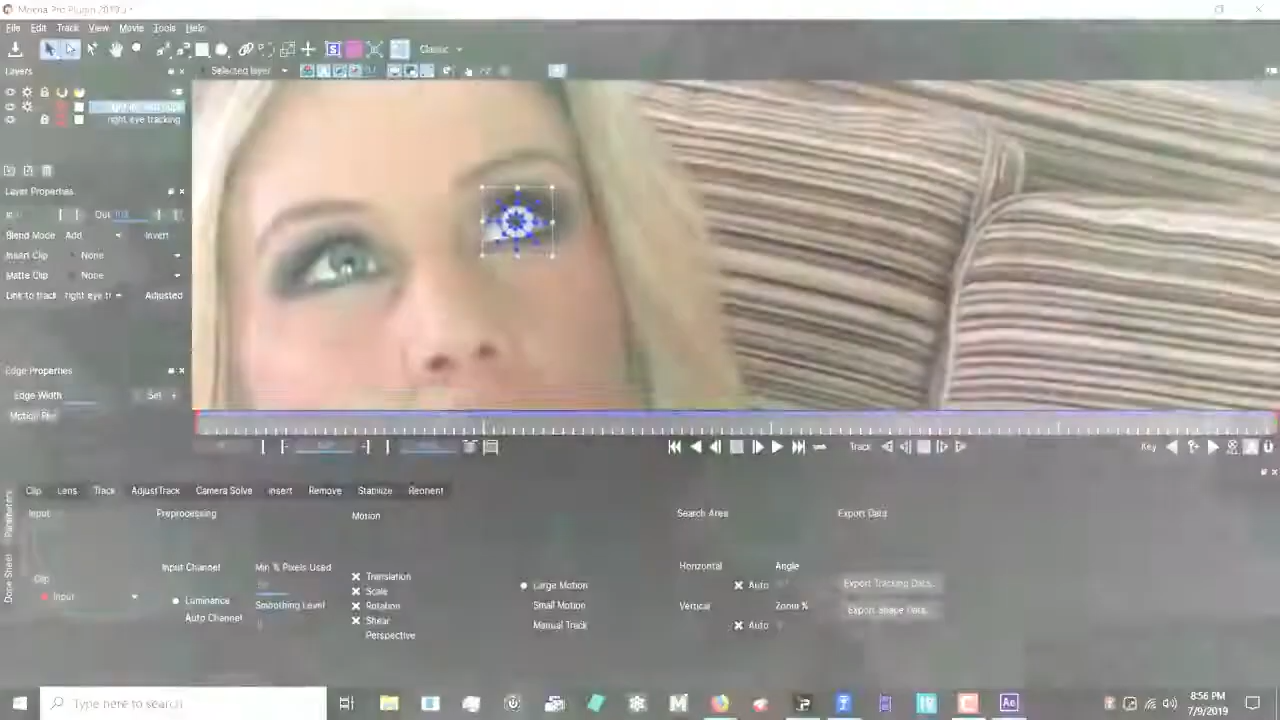 Mocha Pro Plugin 2019
File Edit Track View Movie Tools Help
Classic
Layers
Selected layer
right eye tracking
Layer Properties
In Out
Blend Mode Add Invert
Insert Clip None
Matte Clip None
Link to track right eye tr Adjusted
Edge Properties
Edge Width Set
Motion
Track Key
Clip Lens Track AdjustTrack Camera Solve Insert Remove Stabilize Reorient
Parameters
Dope Sheet
Input Preprocessing Motion Search Area Export Data
Input Channel Min % Pixels Used Horizontal Angle
Clip Translation Large Motion Auto Export Tracking Data...
Input Luminance Smoothing Level Scale Small Motion Vertical Zoom %
Auto Channel Rotation Manual Track Auto Export Shape Data..
Shear
Perspective
Type here to search
8:56 PM
7/9/2019